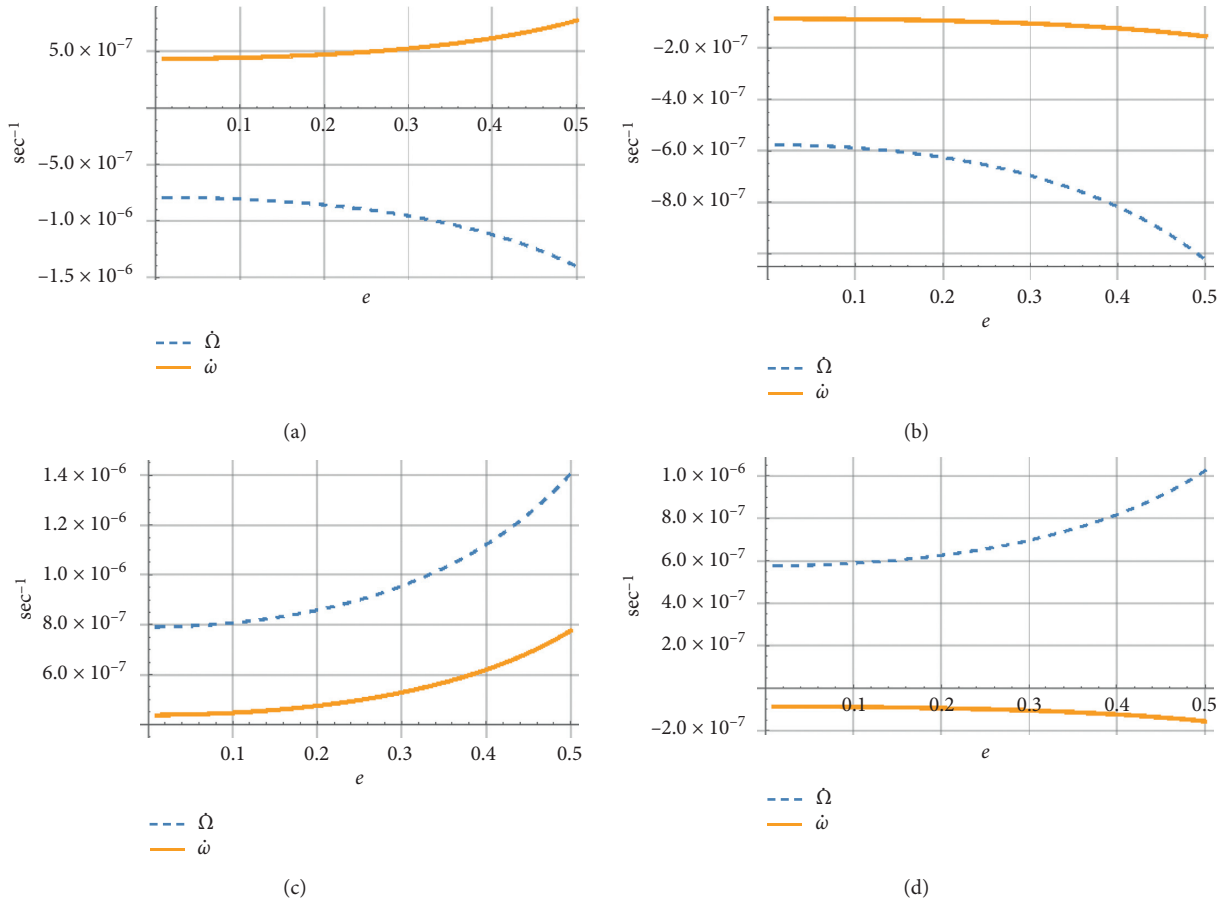 5.0 × 10⁻⁷
0.1 0.2 0.3 0.4 0.5
–5.0 × 10⁻⁷
–1.0 × 10⁻⁶
–1.5 × 10⁻⁶
sec⁻¹
e
Ω̇
ω̇
(a)
–2.0 × 10⁻⁷
–6.0 × 10⁻⁷
–8.0 × 10⁻⁷
sec⁻¹
0.1 0.2 0.3 0.4 0.5
e
Ω̇
ω̇
(b)
1.4 × 10⁻⁶
1.2 × 10⁻⁶
1.0 × 10⁻⁶
8.0 × 10⁻⁷
6.0 × 10⁻⁷
sec⁻¹
0.1 0.2 0.3 0.4 0.5
e
Ω̇
ω̇
(c)
1.0 × 10⁻⁶
8.0 × 10⁻⁷
6.0 × 10⁻⁷
4.0 × 10⁻⁷
2.0 × 10⁻⁷
sec⁻¹
0.1 0.2 0.3 0.4 0.5
–2.0 × 10⁻⁷
e
Ω̇
ω̇
(d)